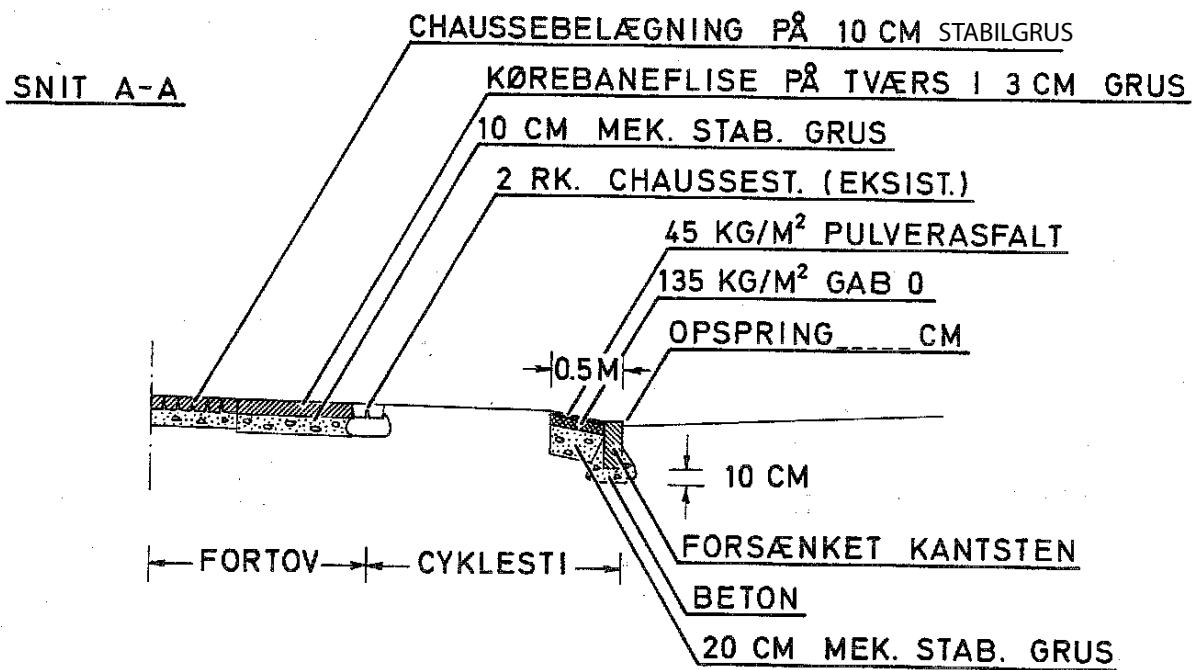 CHAUSSEBELÆGNING PÅ 10 CM STABILGRUS
SNIT A-A
KØREBANEFLISE PÅ TVÆRS I 3 CM GRUS
10 CM MEK. STAB. GRUS
2 RK. CHAUSSEST. (EKSIST.)
45 KG/M² PULVERASFALT
135 KG/M² GAB 0
OPSPRING_____CM
0.5 M
10 CM
FORTOV
CYKLESTI
FORSÆNKET KANTSTEN
BETON
20 CM MEK. STAB. GRUS